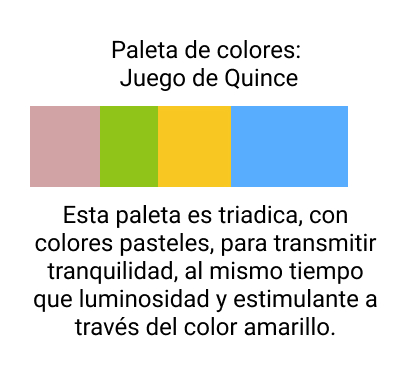 Paleta de colores:
Juego de Quince
Esta paleta es triadica, con
colores pasteles, para transmitir
tranquilidad, al mismo tiempo
que luminosidad y estimulante a
través del color amarillo.